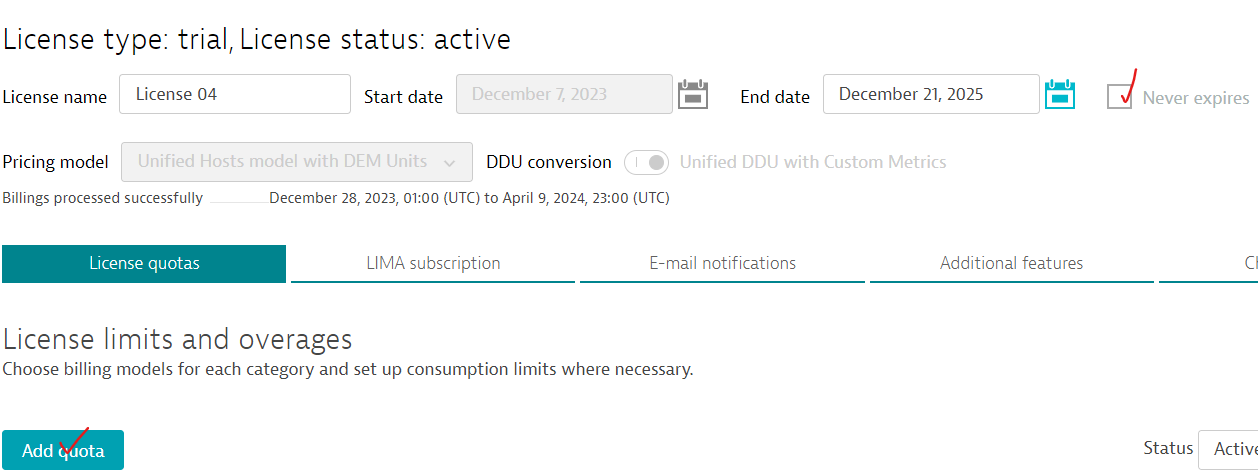 License type: trial, License status: active
License name License 04 Start date December 7, 2023 End date December 21, 2025 Never expires
Pricing model Unified Hosts model with DEM Units DDU conversion Unified DDU with Custom Metrics
Billings processed successfully December 28, 2023, 01:00 (UTC) to April 9, 2024, 23:00 (UTC)
License quotas LIMA subscription E-mail notifications Additional features
License limits and overages
Choose billing models for each category and set up consumption limits where necessary.
Add quota Status Active